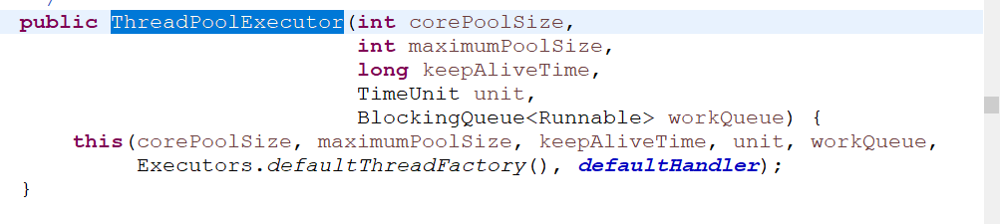 public ThreadPoolExecutor(int corePoolSize,
int maximumPoolSize,
long keepAliveTime,
TimeUnit unit,
BlockingQueue<Runnable> workQueue) {
this(corePoolSize, maximumPoolSize, keepAliveTime, unit, workQueue,
Executors.defaultThreadFactory(), defaultHandler);
}